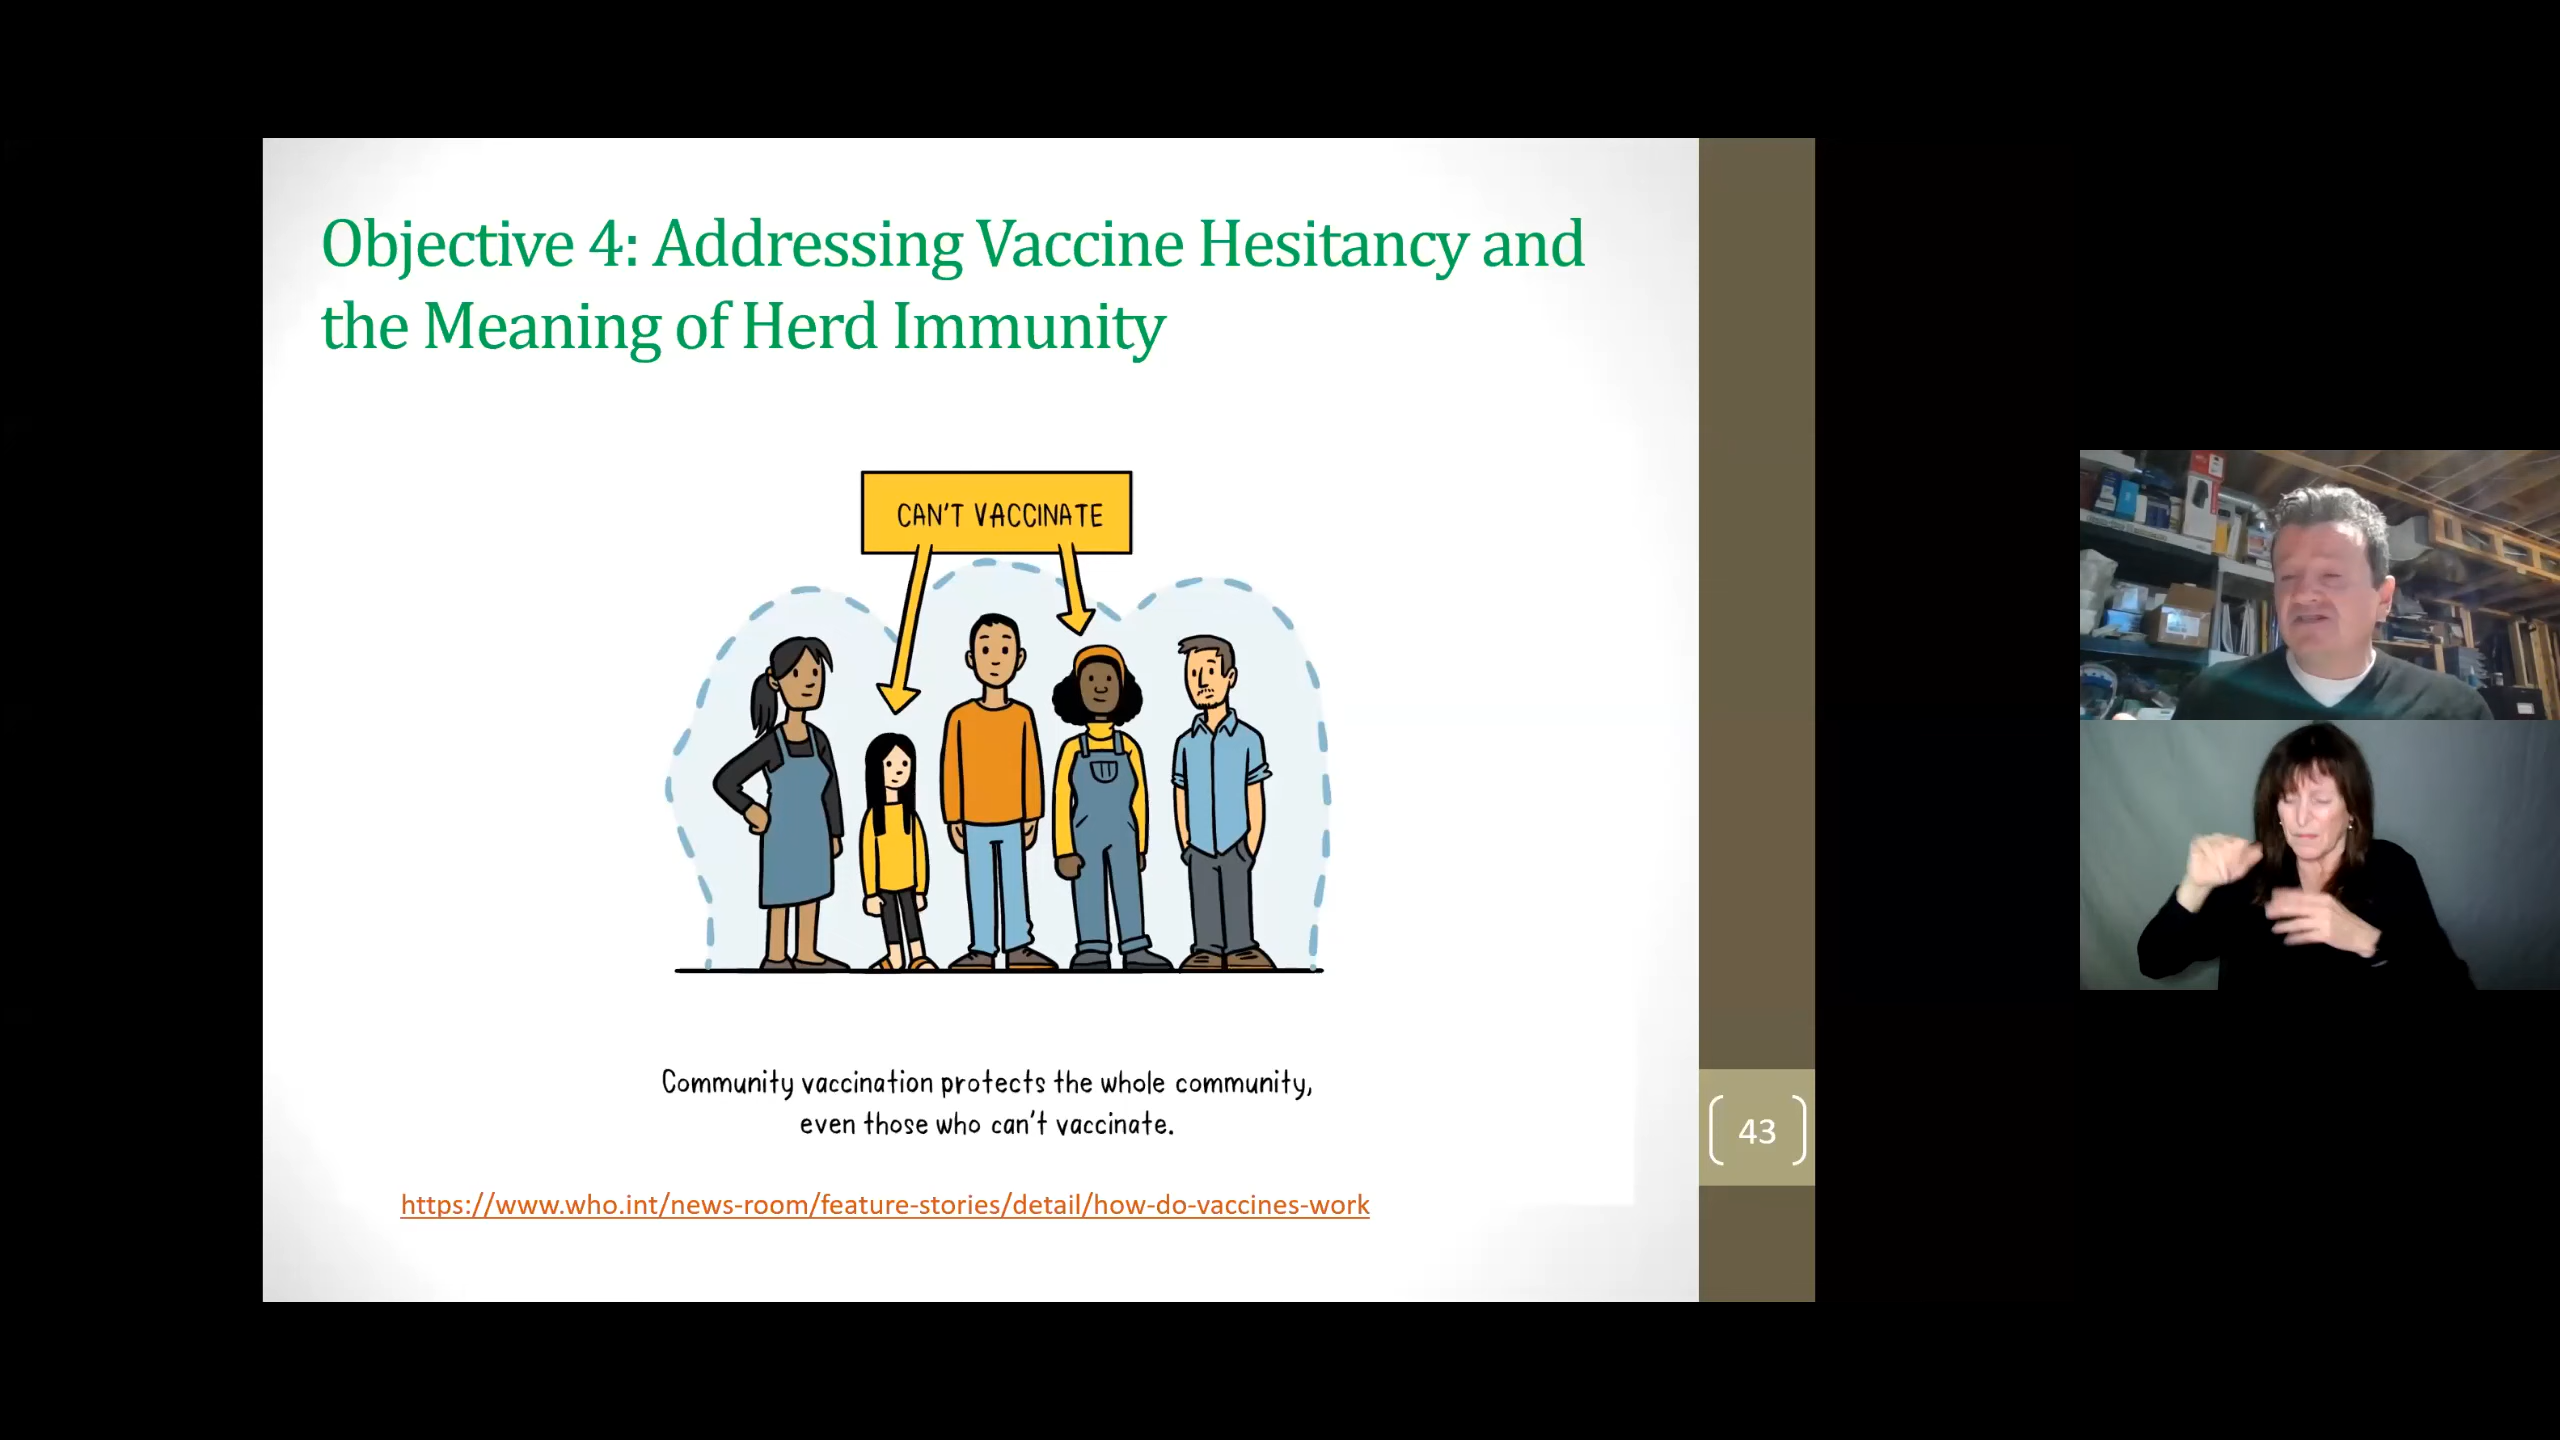 Objective 4: Addressing Vaccine Hesitancy and
the Meaning of Herd Immunity
CAN'T VACCINATE
Community vaccination protects the whole community,
even those who can't vaccinate.
https://www.who.int/news-room/feature-stories/detail/how-do-vaccines-work
43